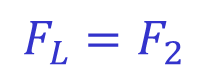 F_L = F_2